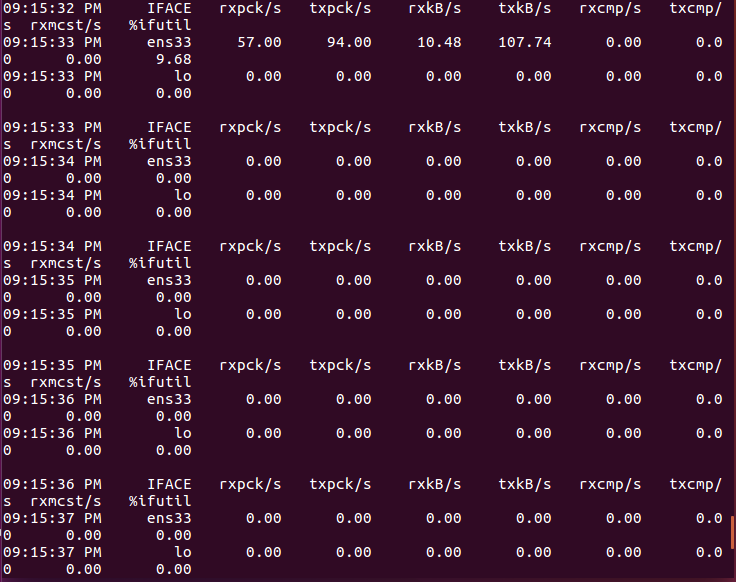 09:15:32 PM     IFACE   rxpck/s   txpck/s    rxkB/s    txkB/s   rxcmp/s   txcmp/
s  rxmcst/s   %ifutil
09:15:33 PM     ens33     57.00     94.00     10.48    107.74      0.00      0.0
0      0.00      9.68
09:15:33 PM        lo      0.00      0.00      0.00      0.00      0.00      0.0
0      0.00      0.00
09:15:33 PM     IFACE   rxpck/s   txpck/s    rxkB/s    txkB/s   rxcmp/s   txcmp/
s  rxmcst/s   %ifutil
09:15:34 PM     ens33      0.00      0.00      0.00      0.00      0.00      0.0
0      0.00      0.00
09:15:34 PM        lo      0.00      0.00      0.00      0.00      0.00      0.0
0      0.00      0.00
09:15:34 PM     IFACE   rxpck/s   txpck/s    rxkB/s    txkB/s   rxcmp/s   txcmp/
s  rxmcst/s   %ifutil
09:15:35 PM     ens33      0.00      0.00      0.00      0.00      0.00      0.0
0      0.00      0.00
09:15:35 PM        lo      0.00      0.00      0.00      0.00      0.00      0.0
0      0.00      0.00
09:15:35 PM     IFACE   rxpck/s   txpck/s    rxkB/s    txkB/s   rxcmp/s   txcmp/
s  rxmcst/s   %ifutil
09:15:36 PM     ens33      0.00      0.00      0.00      0.00      0.00      0.0
0      0.00      0.00
09:15:36 PM        lo      0.00      0.00      0.00      0.00      0.00      0.0
0      0.00      0.00
09:15:36 PM     IFACE   rxpck/s   txpck/s    rxkB/s    txkB/s   rxcmp/s   txcmp/
s  rxmcst/s   %ifutil
09:15:37 PM     ens33      0.00      0.00      0.00      0.00      0.00      0.0
0      0.00      0.00
09:15:37 PM        lo      0.00      0.00      0.00      0.00      0.00      0.0
0      0.00      0.00